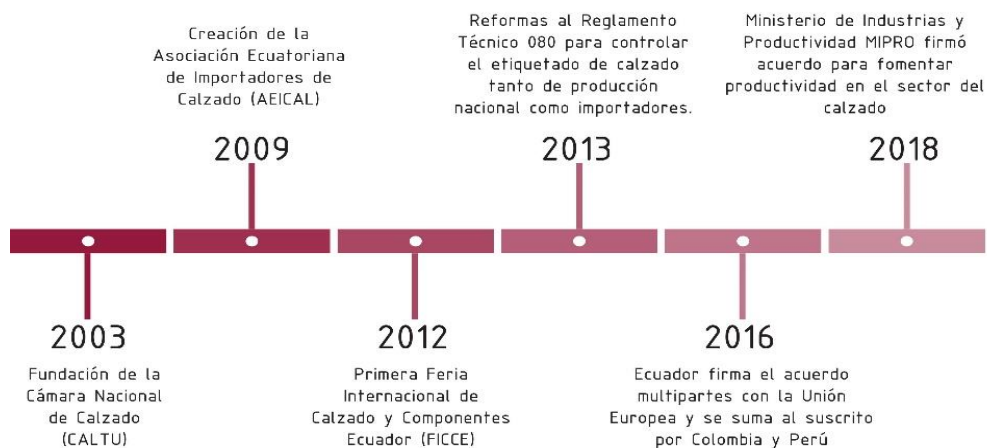 Creación de la
Asociación Ecuatoriana
de Importadores de
Calzado (AEICAL)
2009
Reformas al Reglamento
Técnico 080 para controlar
el etiquetado de calzado
tanto de producción
nacional como importadores.
2013
Ministerio de Industrias y
Productividad MIPRO firmó
acuerdo para fomentar
productividad en el sector del
calzado
2018
2003
Fundación de la
Cámara Nacional
de Calzado
(CALTU)
2012
Primera Feria
Internacional de
Calzado y Componentes
Ecuador (FICCE)
2016
Ecuador firma el acuerdo
multipartes con la Unión
Europea y se suma al suscrito
por Colombia y Perú